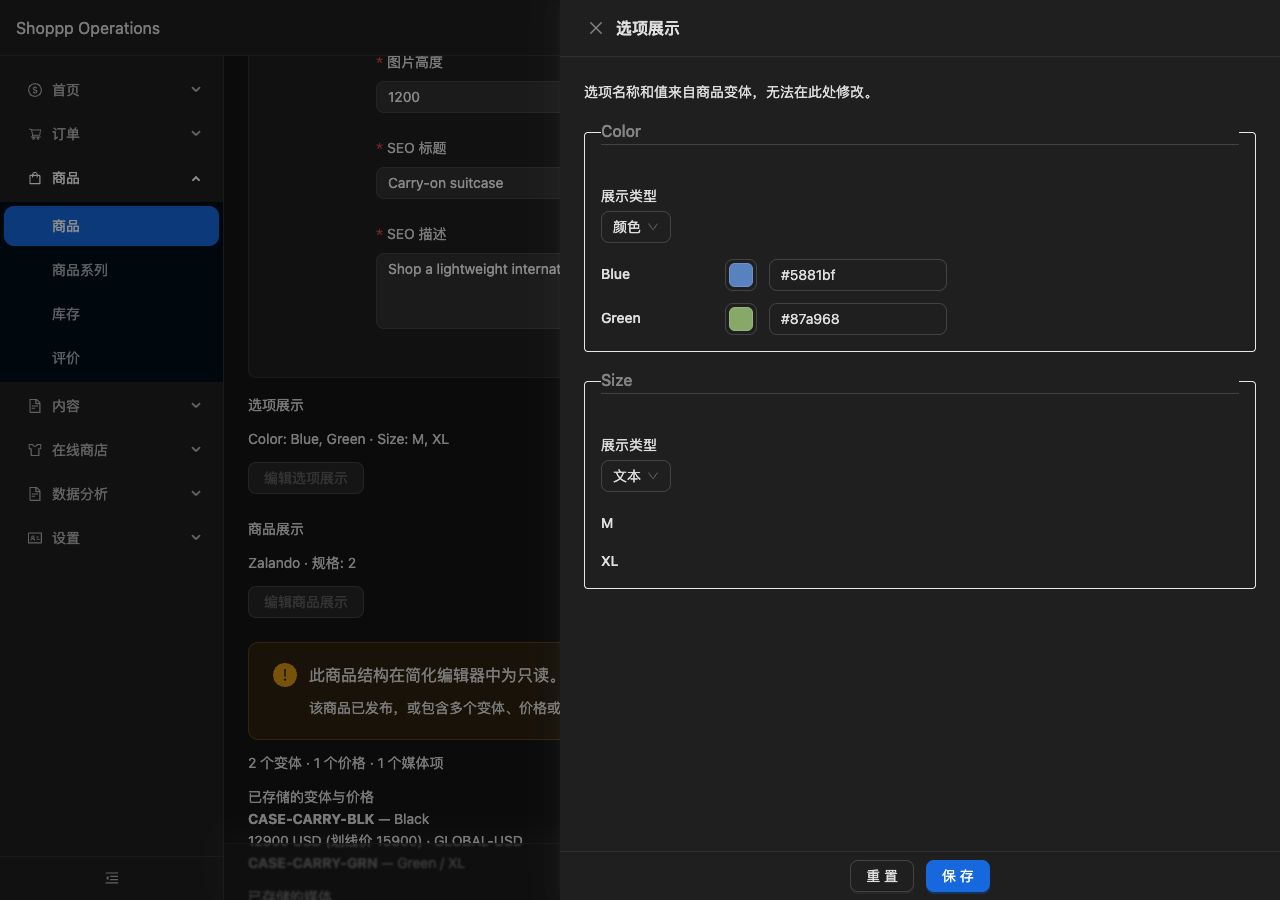 Shoppp Operations
首页
订单
商品
商品
商品系列
库存
评价
内容
在线商店
数据分析
设置
* 图片高度
1200
* SEO 标题
Carry-on suitcase
* SEO 描述
Shop a lightweight internat
选项展示
Color: Blue, Green · Size: M, XL
编辑选项展示
商品展示
Zalando · 规格: 2
编辑商品展示
此商品结构在简化编辑器中为只读。
该商品已发布，或包含多个变体、价格或
2 个变体 · 1 个价格 · 1 个媒体项
已存储的变体与价格
CASE-CARRY-BLK — Black
12900 USD (划线价 15900) · GLOBAL-USD
CASE-CARRY-GRN — Green / XL
已存储的媒体
选项展示
选项名称和值来自商品变体，无法在此处修改。
Color
展示类型
颜色
Blue
#5881bf
Green
#87a968
Size
展示类型
文本
M
XL
重 置
保 存